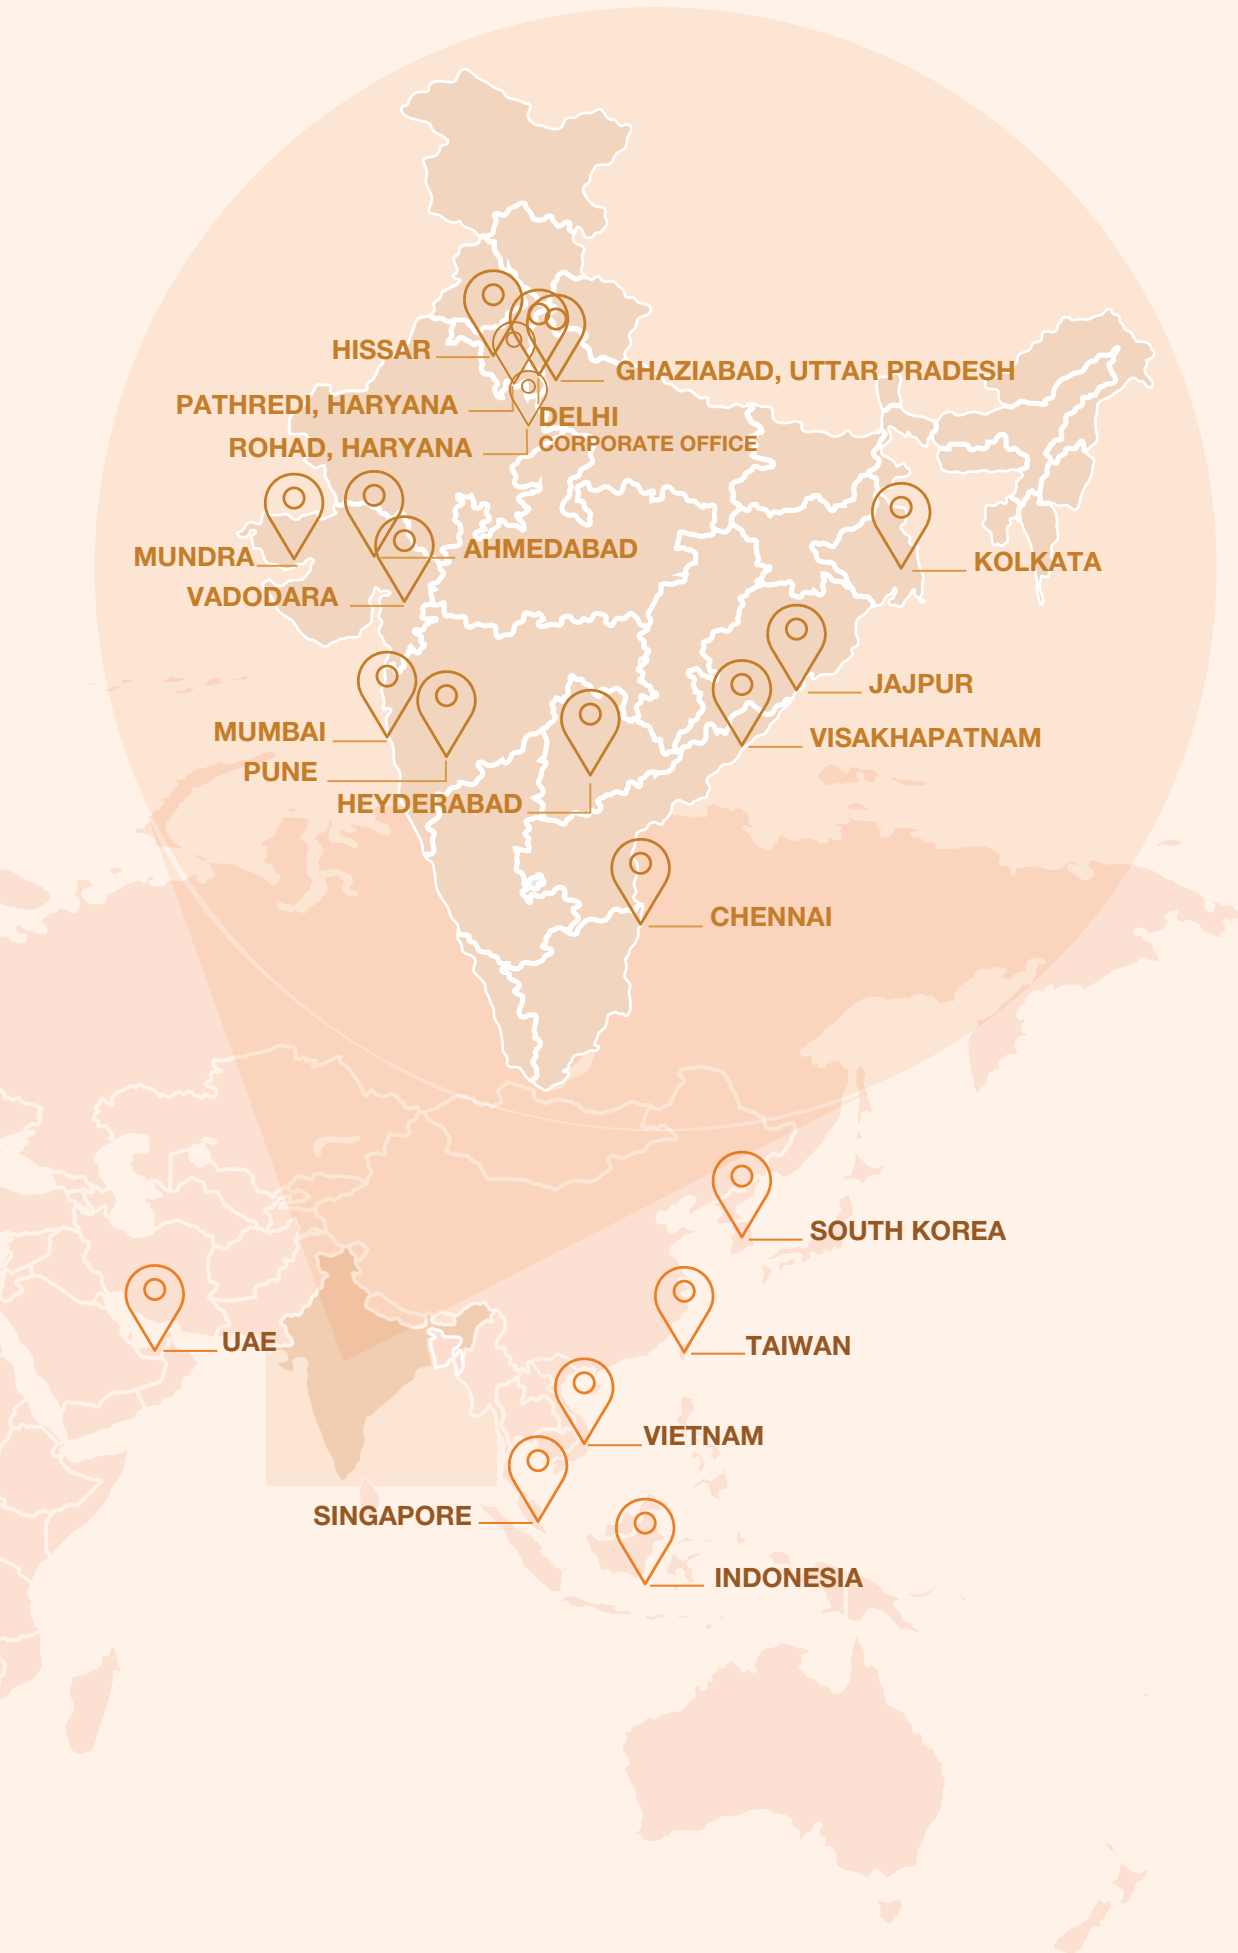 HISSAR
GHAZIABAD, UTTAR PRADESH
PATHREDI, HARYANA
DELHI
CORPORATE OFFICE
ROHAD, HARYANA
MUNDRA
AHMEDABAD
KOLKATA
VADODARA
JAJPUR
MUMBAI
VISAKHAPATNAM
PUNE
HEYDERABAD
CHENNAI
SOUTH KOREA
UAE
TAIWAN
VIETNAM
SINGAPORE
INDONESIA